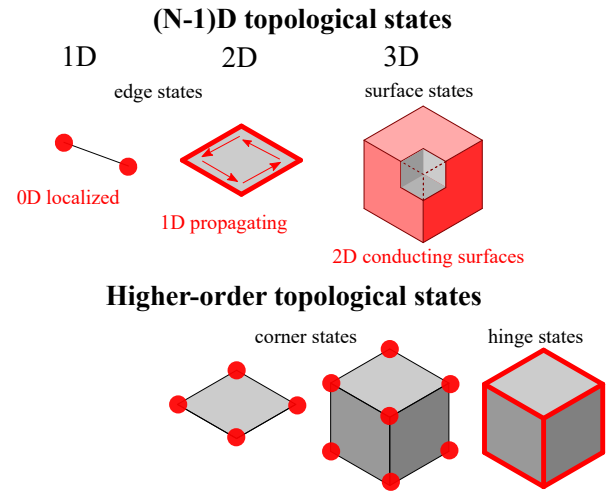 (N-1)D topological states
1D 2D 3D
edge states surface states
0D localized
1D propagating
2D conducting surfaces
Higher-order topological states
corner states hinge states